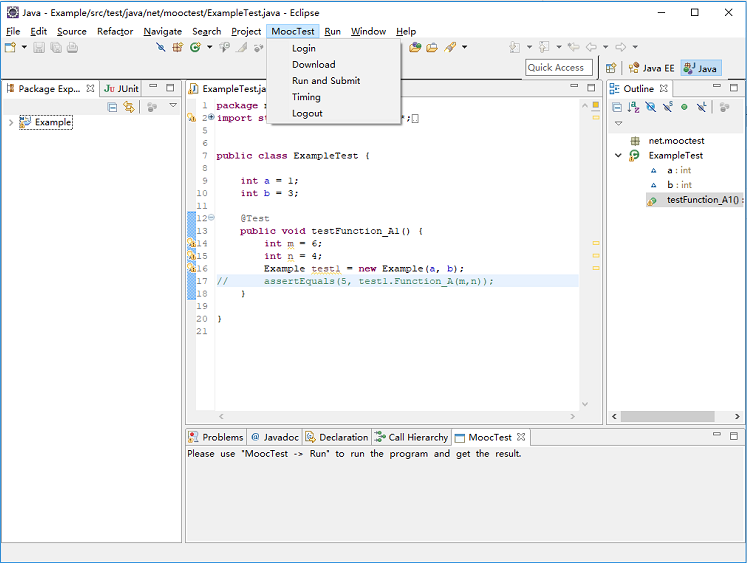 Java - Example/src/test/java/net/mooctest/ExampleTest.java - Eclipse
File Edit Source Refactor Navigate Search Project MoocTest Run Window Help
Login
Download
Run and Submit
Timing
Logout
Quick Access
Java EE
Java
Package Exp...
JUnit
Example
ExampleTest.ja
1 package
2 import st *;
5
6
7 public class ExampleTest {
8
9 int a = 1;
10 int b = 3;
11
12 @Test
13 public void testFunction_A1() {
14 int m = 6;
15 int n = 4;
16 Example test1 = new Example(a, b);
17 // assertEquals(5, test1.Function_A(m,n));
18 }
19
20 }
21
Outline
net.mooctest
ExampleTest
a : int
b : int
testFunction_A1() :
Problems
@ Javadoc
Declaration
Call Hierarchy
MoocTest
Please use "MoocTest -> Run" to run the program and get the result.